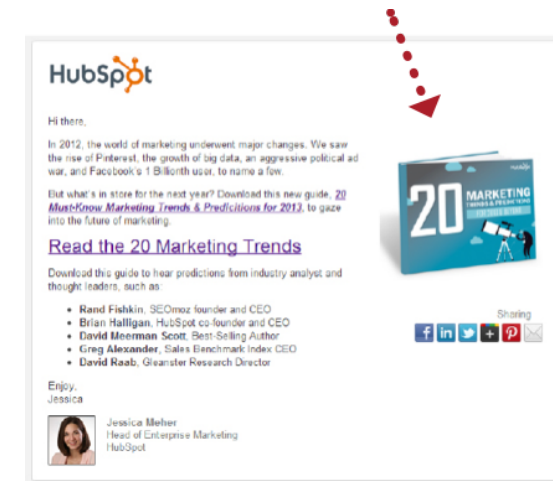 HubSpot
Hi there,
In 2012, the world of marketing underwent major changes. We saw
the rise of Pinterest, the growth of big data, an aggressive political ad
war, and Facebook's 1 Billionth user, to name a few.
But what's in store for the next year? Download this new guide, 20
Must-Know Marketing Trends & Predicitions for 2013, to gaze
into the future of marketing.
Read the 20 Marketing Trends
Download this guide to hear predictions from industry analyst and
thought leaders, such as:
• Rand Fishkin, SEOmoz founder and CEO
• Brian Halligan, HubSpot co-founder and CEO
• David Meerman Scott, Best-Selling Author
• Greg Alexander, Sales Benchmark Index CEO
• David Raab, Gleanster Research Director
Enjoy,
Jessica
Jessica Meher
Head of Enterprise Marketing
HubSpot
HubSpot
20 MARKETING
TRENDS & PREDICTIONS
Sharing